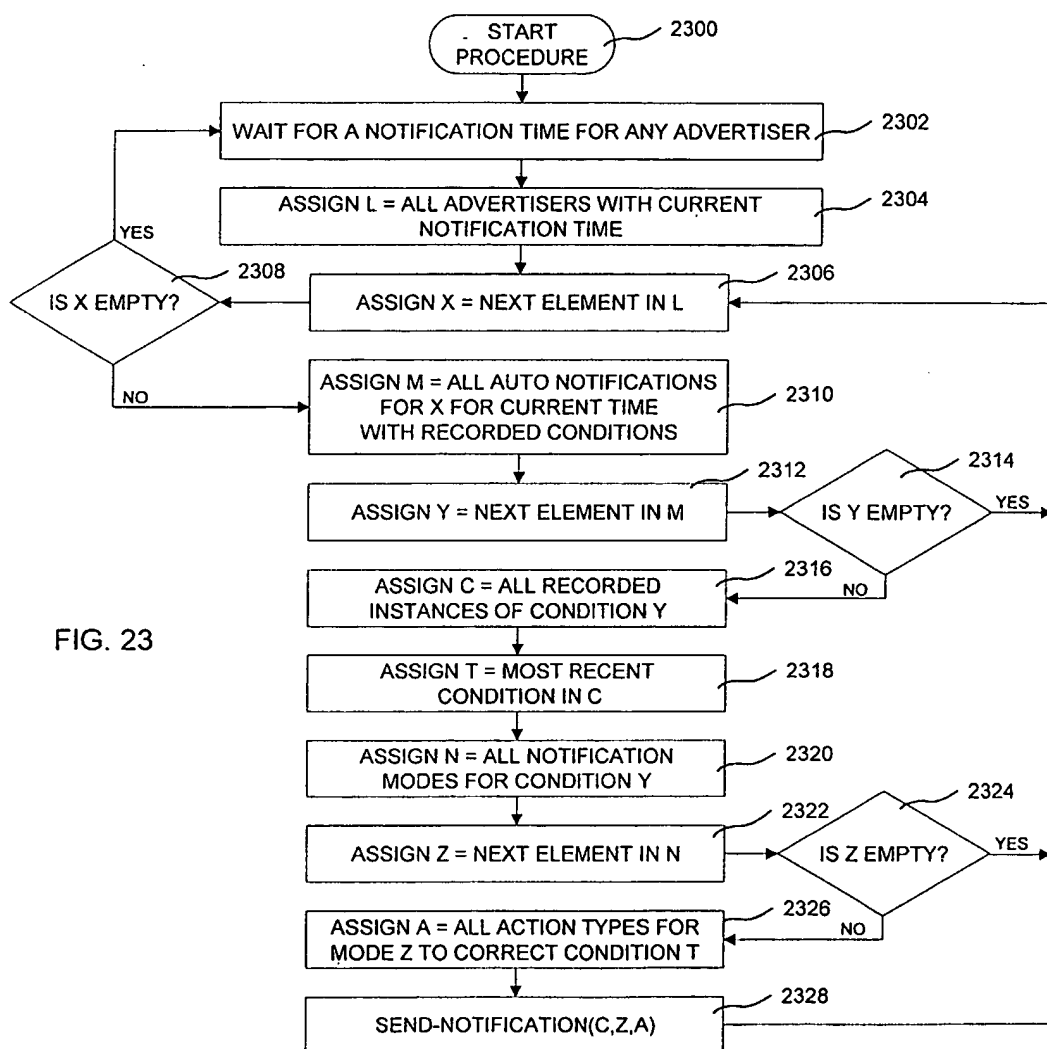 START
PROCEDURE
2300
WAIT FOR A NOTIFICATION TIME FOR ANY ADVERTISER
2302
ASSIGN L = ALL ADVERTISERS WITH CURRENT
NOTIFICATION TIME
2304
YES
2308
IS X EMPTY?
ASSIGN X = NEXT ELEMENT IN L
2306
NO
ASSIGN M = ALL AUTO NOTIFICATIONS
FOR X FOR CURRENT TIME
WITH RECORDED CONDITIONS
2310
ASSIGN Y = NEXT ELEMENT IN M
2312
IS Y EMPTY?
2314
YES
NO
ASSIGN C = ALL RECORDED
INSTANCES OF CONDITION Y
2316
FIG. 23
ASSIGN T = MOST RECENT
CONDITION IN C
2318
ASSIGN N = ALL NOTIFICATION
MODES FOR CONDITION Y
2320
ASSIGN Z = NEXT ELEMENT IN N
2322
IS Z EMPTY?
2324
YES
NO
ASSIGN A = ALL ACTION TYPES FOR
MODE Z TO CORRECT CONDITION T
2326
SEND-NOTIFICATION(C,Z,A)
2328